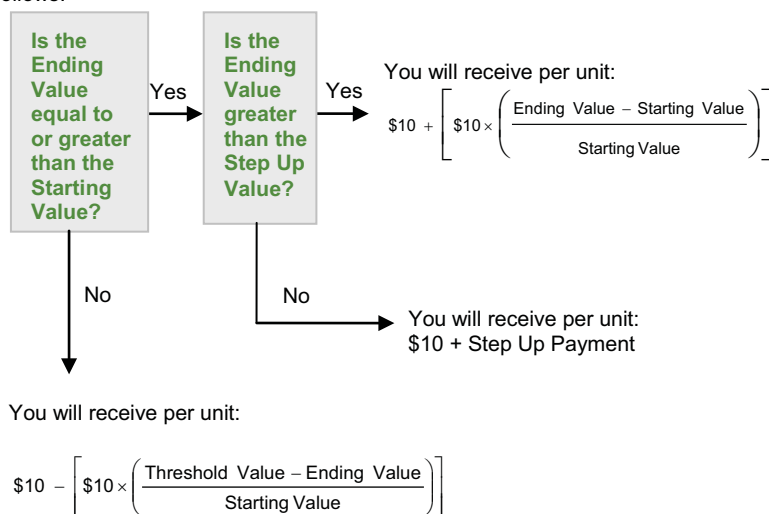 Is the
Ending
Value
equal to
or greater
than the
Starting
Value?
Yes
Is the
Ending
Value
greater
than the
Step Up
Value?
Yes
You will receive per unit:
$10 + [ $10 × ( Ending Value – Starting Value
Starting Value ) ]
No
No
You will receive per unit:
$10 + Step Up Payment
You will receive per unit:
$10 – [ $10 × ( Threshold Value – Ending Value
Starting Value ) ]